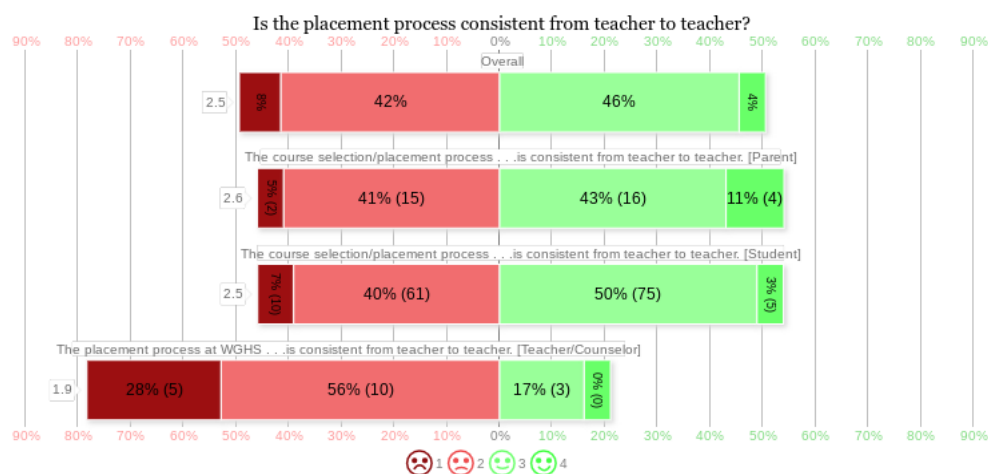 Is the placement process consistent from teacher to teacher?
90% 80% 70% 60% 50% 40% 30% 20% 10% 0% 10% 20% 30% 40% 50% 60% 70% 80% 90%
Overall
2.5 8% 42% 46% 4%
The course selection/placement process . . .is consistent from teacher to teacher. [Parent]
2.6 5% (2) 41% (15) 43% (16) 11% (4)
The course selection/placement process . . .is consistent from teacher to teacher. [Student]
2.5 7% (10) 40% (61) 50% (75) 3% (5)
The placement process at WGHS . . .is consistent from teacher to teacher. [Teacher/Counselor]
1.9 28% (5) 56% (10) 17% (3) 0% (0)
90% 80% 70% 60% 50% 40% 30% 20% 10% 0% 10% 20% 30% 40% 50% 60% 70% 80% 90%
1 2 3 4